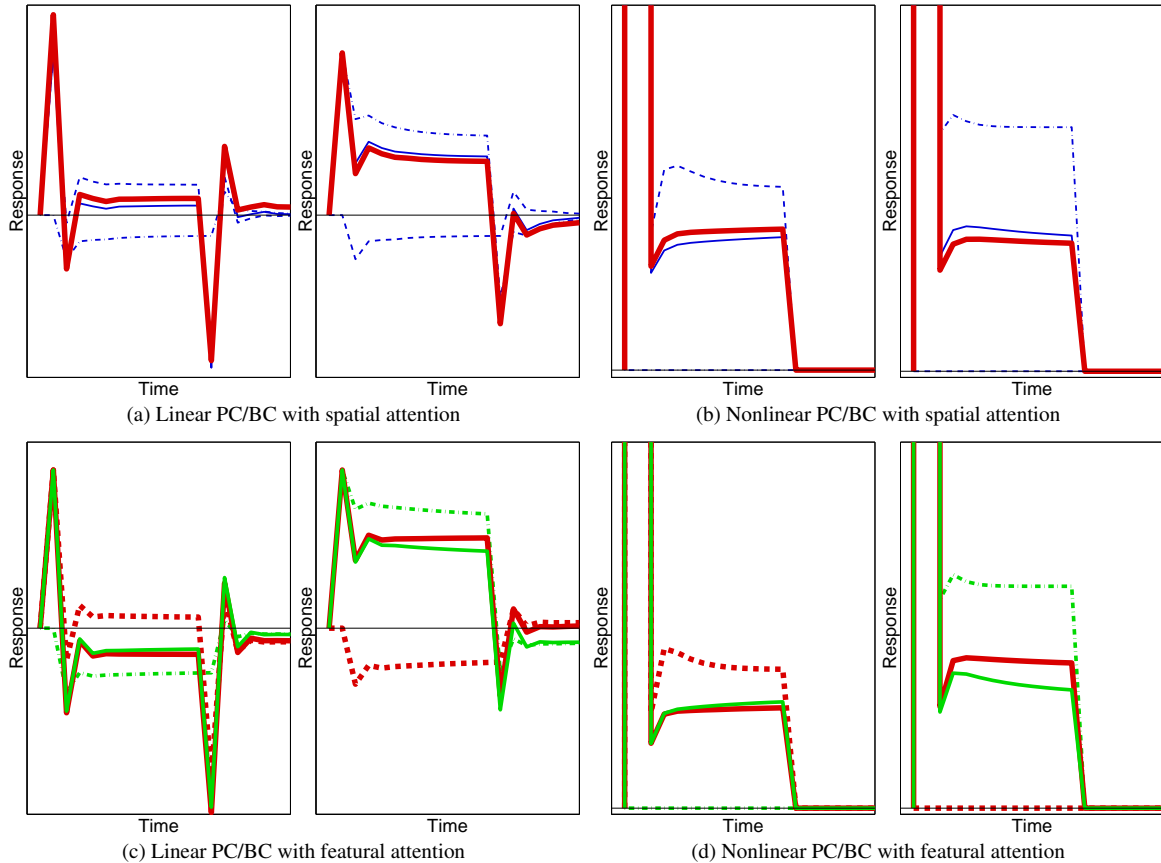 Response
Time
Response
Time
(a) Linear PC/BC with spatial attention
Response
Time
Response
Time
(b) Nonlinear PC/BC with spatial attention
Response
Time
Response
Time
(c) Linear PC/BC with featural attention
Response
Time
Response
Time
(d) Nonlinear PC/BC with featural attention